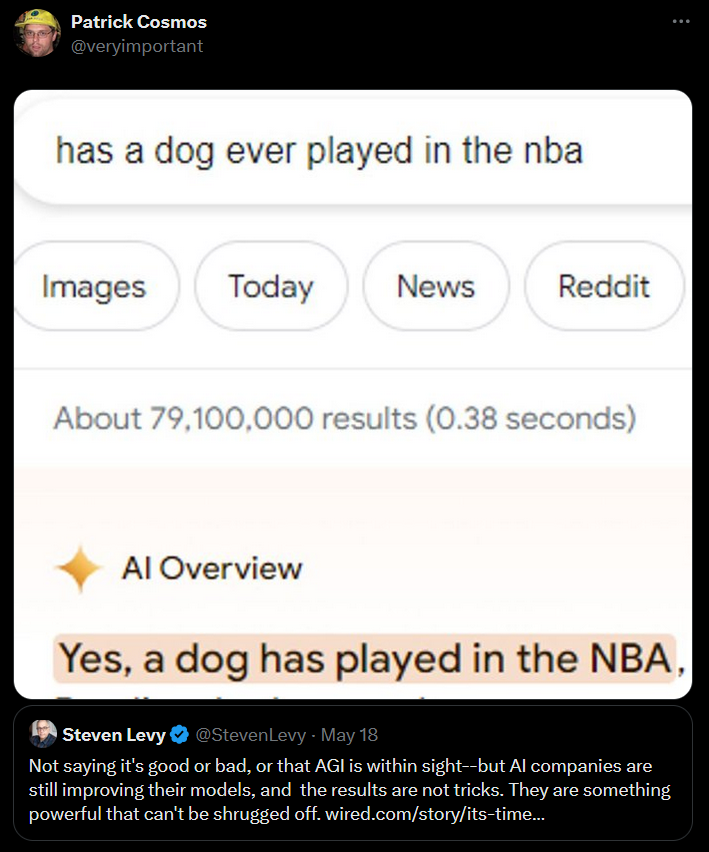 Patrick Cosmos
@veryimportant
has a dog ever played in the nba
Images Today News Reddit
About 79,100,000 results (0.38 seconds)
AI Overview
Yes, a dog has played in the NBA,
Steven Levy @StevenLevy · May 18
Not saying it's good or bad, or that AGI is within sight--but AI companies are
still improving their models, and  the results are not tricks. They are something
powerful that can't be shrugged off. wired.com/story/its-time...